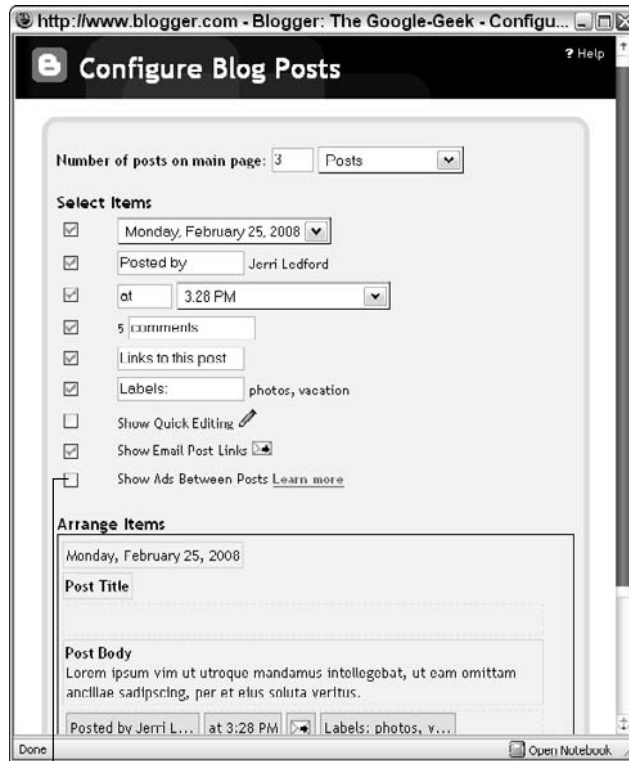 http://www.blogger.com - Blogger: The Google-Geek - Configu...
Configure Blog Posts
? Help
Number of posts on main page: 3 Posts
Select Items
Monday, February 25, 2008
Posted by Jerri Ledford
at 3:28 PM
5 comments
Links to this post
Labels: photos, vacation
Show Quick Editing
Show Email Post Links
Show Ads Between Posts Learn more
Arrange Items
Monday, February 25, 2008
Post Title
Post Body
Lorem ipsum vim ut utroque mandamus intellegebat, ut eam omittam
ancillae sadipscing, per et eius soluta veritus.
Posted by Jerri L... at 3:28 PM Labels: photos, v...
Done Open Notebook